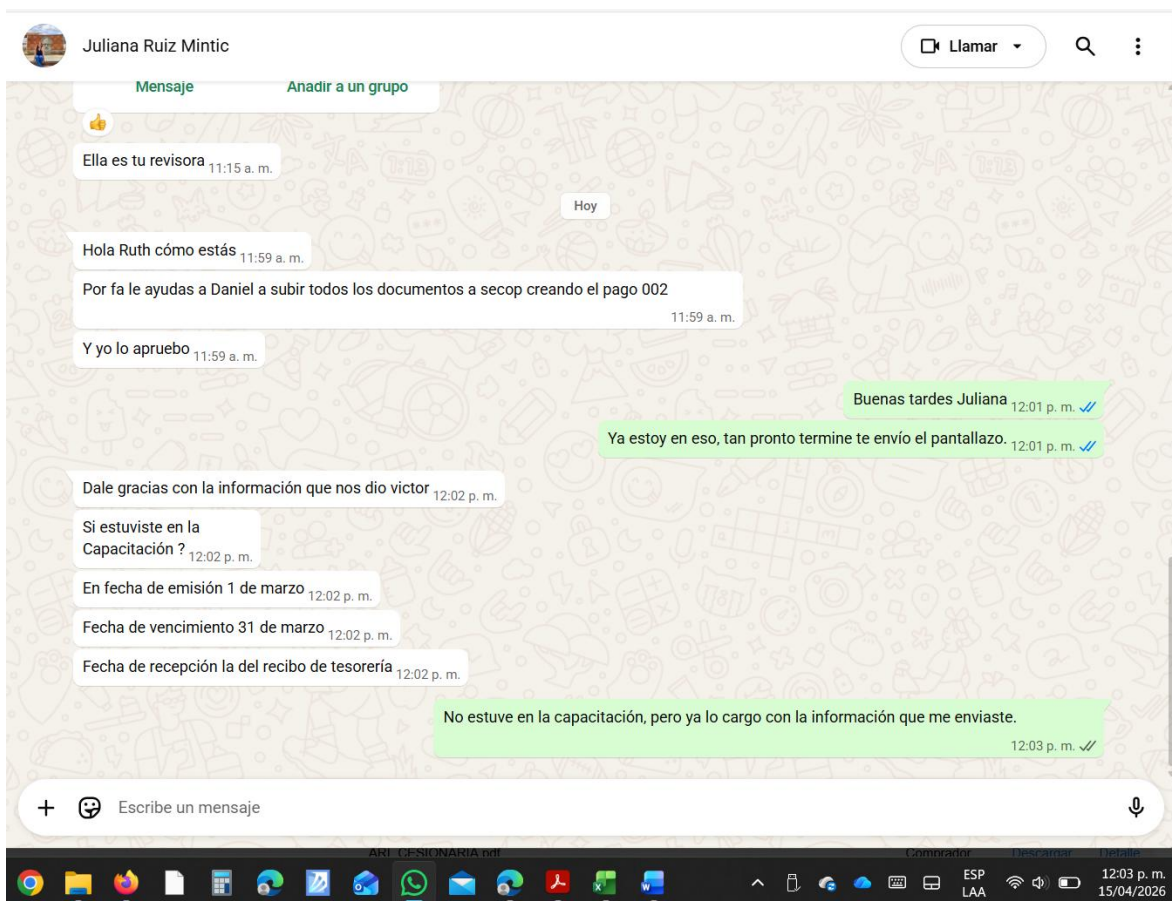 Juliana Ruiz Mintic
Llamar
Mensaje
Añadir a un grupo
Ella es tu revisora 11:15 a. m.
Hoy
Hola Ruth cómo estás 11:59 a. m.
Por fa le ayudas a Daniel a subir todos los documentos a secop creando el pago 002
11:59 a. m.
Y yo lo apruebo 11:59 a. m.
Buenas tardes Juliana 12:01 p. m.
Ya estoy en eso, tan pronto termine te envío el pantallazo. 12:01 p. m.
Dale gracias con la información que nos dio victor 12:02 p. m.
Si estuviste en la
Capacitación ? 12:02 p. m.
En fecha de emisión 1 de marzo 12:02 p. m.
Fecha de vencimiento 31 de marzo 12:02 p. m.
Fecha de recepción la del recibo de tesorería 12:02 p. m.
No estuve en la capacitación, pero ya lo cargo con la información que me enviaste.
12:03 p. m.
Escribe un mensaje
ARL CESIONARIA.pdf
Comprador
Descargar
Detalle
ESP
LAA
12:03 p. m.
15/04/2026